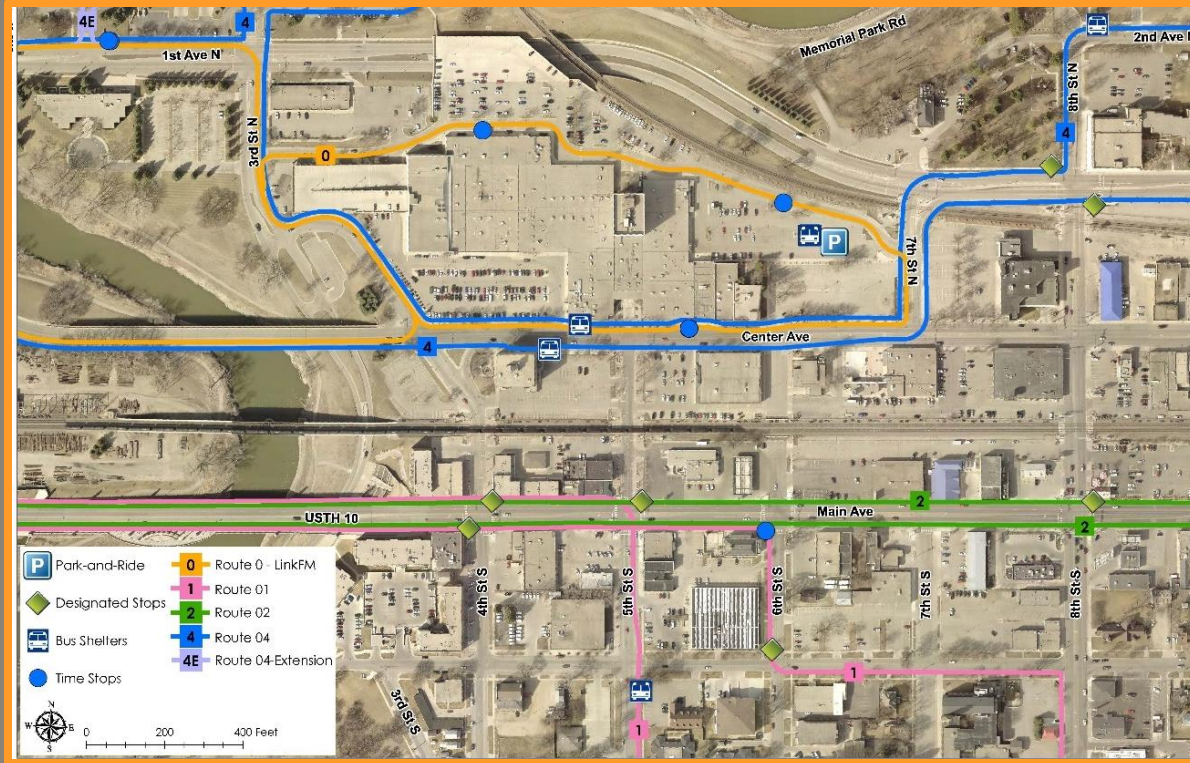 4E
4
1st Ave N
Memorial Park Rd
2nd Ave
8th St N
3rd St N
0
4
P
7th St N
Center Ave
4
2
Main Ave
USTH 10
2
4th St S
5th St S
6th St S
7th St S
8th St S
1
3rd St S
1
P Park-and-Ride
Designated Stops
Bus Shelters
Time Stops
0 Route 0 - LinkFM
1 Route 01
2 Route 02
4 Route 04
4E Route 04-Extension
N
W E
S
0 200 400 Feet